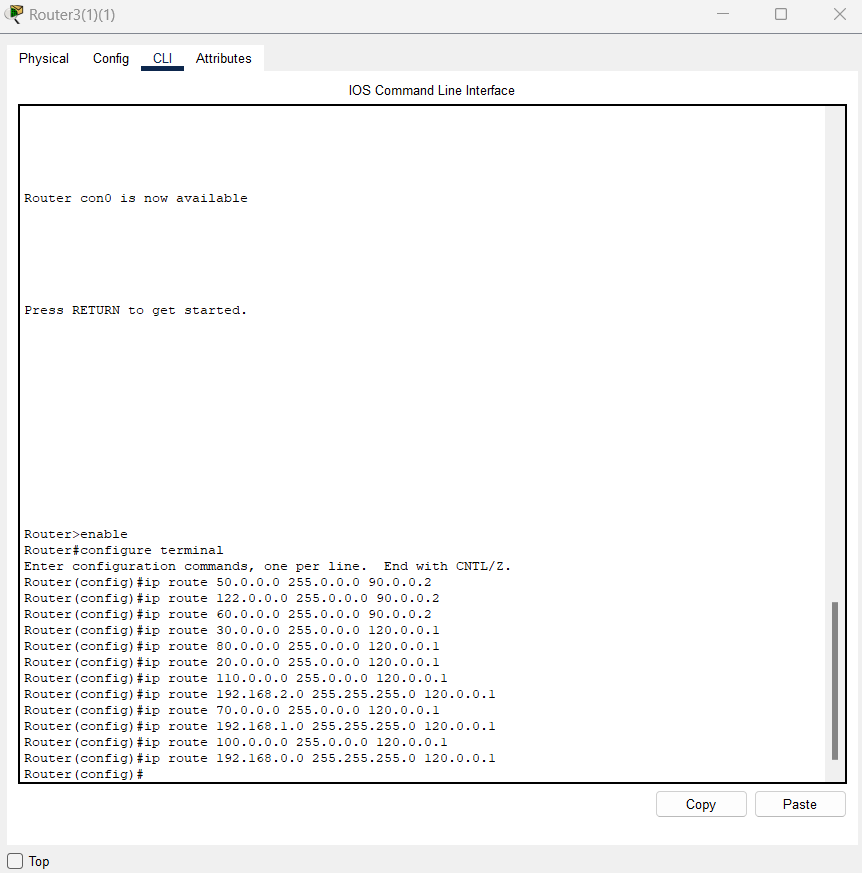 Router3(1)(1)
Physical Config CLI Attributes
IOS Command Line Interface
Router con0 is now available
Press RETURN to get started.
Router>enable
Router#configure terminal
Enter configuration commands, one per line.  End with CNTL/Z.
Router(config)#ip route 50.0.0.0 255.0.0.0 90.0.0.2
Router(config)#ip route 122.0.0.0 255.0.0.0 90.0.0.2
Router(config)#ip route 60.0.0.0 255.0.0.0 90.0.0.2
Router(config)#ip route 30.0.0.0 255.0.0.0 120.0.0.1
Router(config)#ip route 80.0.0.0 255.0.0.0 120.0.0.1
Router(config)#ip route 20.0.0.0 255.0.0.0 120.0.0.1
Router(config)#ip route 110.0.0.0 255.0.0.0 120.0.0.1
Router(config)#ip route 192.168.2.0 255.255.255.0 120.0.0.1
Router(config)#ip route 70.0.0.0 255.0.0.0 120.0.0.1
Router(config)#ip route 192.168.1.0 255.255.255.0 120.0.0.1
Router(config)#ip route 100.0.0.0 255.0.0.0 120.0.0.1
Router(config)#ip route 192.168.0.0 255.255.255.0 120.0.0.1
Router(config)#
Copy Paste
Top